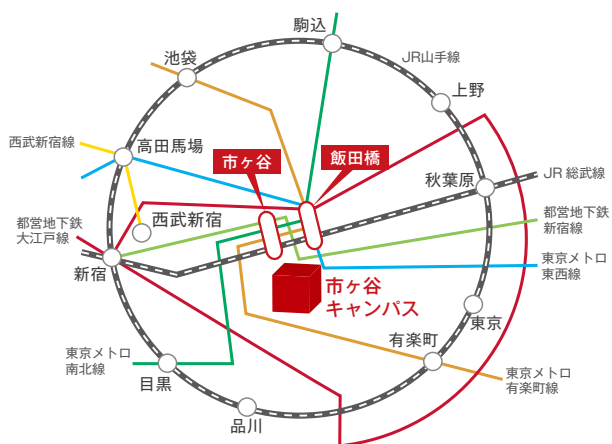 駒込
JR山手線
池袋
上野
西武新宿線
高田馬場
市ヶ谷
飯田橋
秋葉原
JR 総武線
都営地下鉄
大江戸線
西武新宿
都営地下鉄
新宿線
新宿
東京メトロ
東西線
市ヶ谷
キャンパス
東京
有楽町
東京メトロ
南北線
目黒
東京メトロ
有楽町線
品川